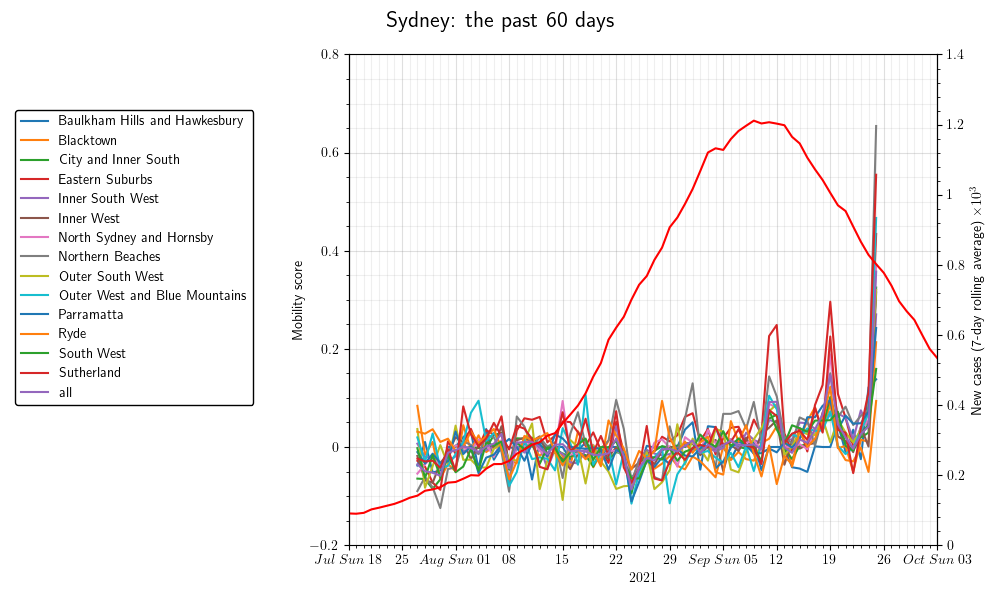 Sydney: the past 60 days
Baulkham Hills and Hawkesbury
Blacktown
City and Inner South
Eastern Suburbs
Inner South West
Inner West
North Sydney and Hornsby
Northern Beaches
Outer South West
Outer West and Blue Mountains
Parramatta
Ryde
South West
Sutherland
all
Mobility score
0.8
0.6
0.4
0.2
0
−0.2
1.4
1.2
1
0.8
0.6
0.4
0.2
0
New cases (7-day rolling average) ×10³
Jul Sun 18 25 Aug Sun 01 08 15 22 29 Sep Sun 05 12 19 26 Oct Sun 03
2021